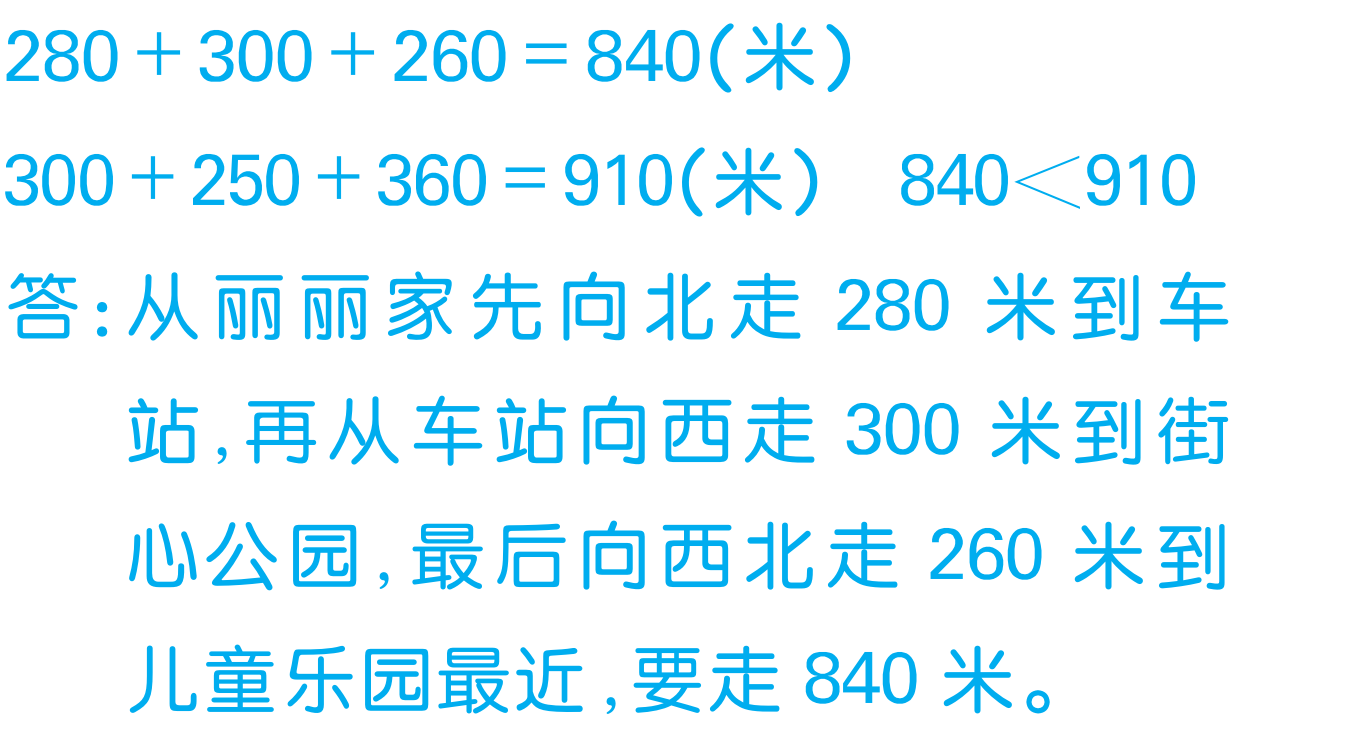 280+300+260=840(米)
300+250+360=910(米) 840<910
答:从丽丽家先向北走 280 米到车
站,再从车站向西走 300 米到街
心公园,最后向西北走 260 米到
儿童乐园最近,要走 840 米。